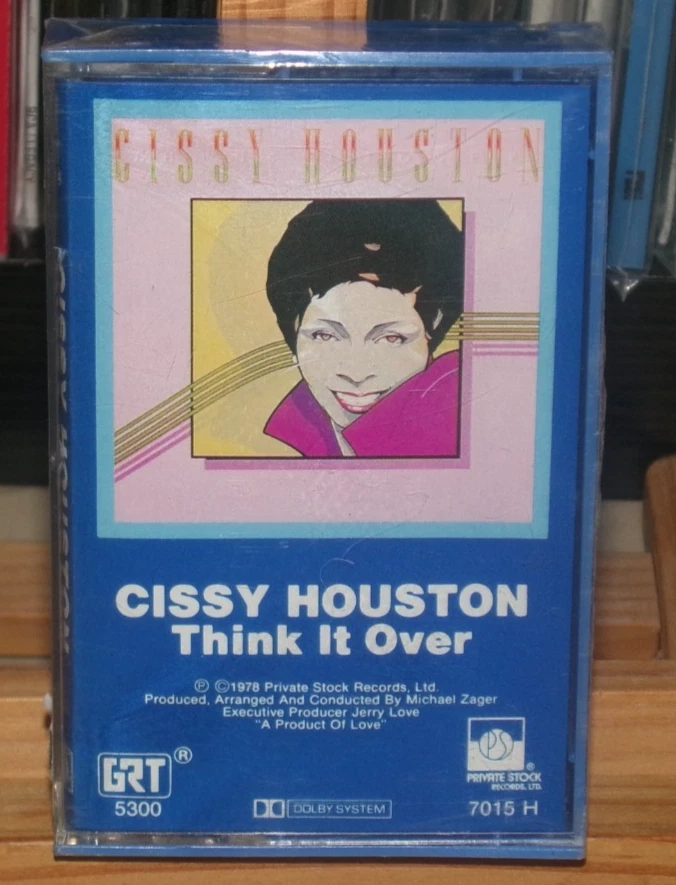 CISSY HOUSTON
CISSY HOUSTON
CISSY HOUSTON
Think It Over
Ⓟ ©1978 Private Stock Records, Ltd.
Produced, Arranged And Conducted By Michael Zager
Executive Producer Jerry Love
"A Product Of Love"
GRT®
5300
DOLBY SYSTEM
PS
®
PRIVATE STOCK
RECORDS, LTD.
7015 H